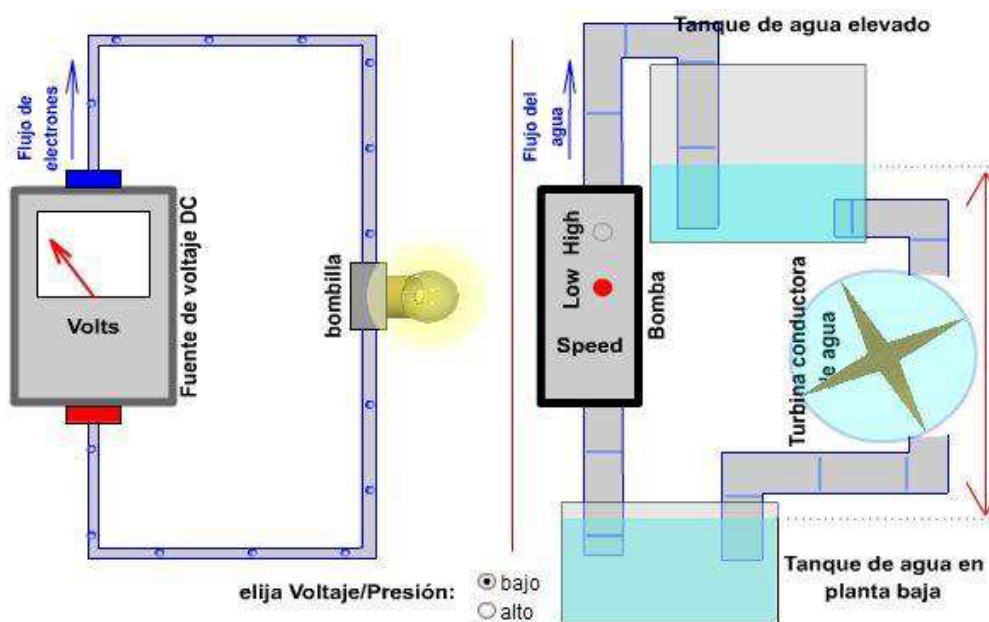 Flujo de
electrones
Volts
Fuente de voltaje DC
bombilla
Tanque de agua elevado
Flujo del
agua
Low High
Speed
Bomba
Turbina conductora
de agua
Tanque de agua en
planta baja
elija Voltaje/Presión:
bajo
alto